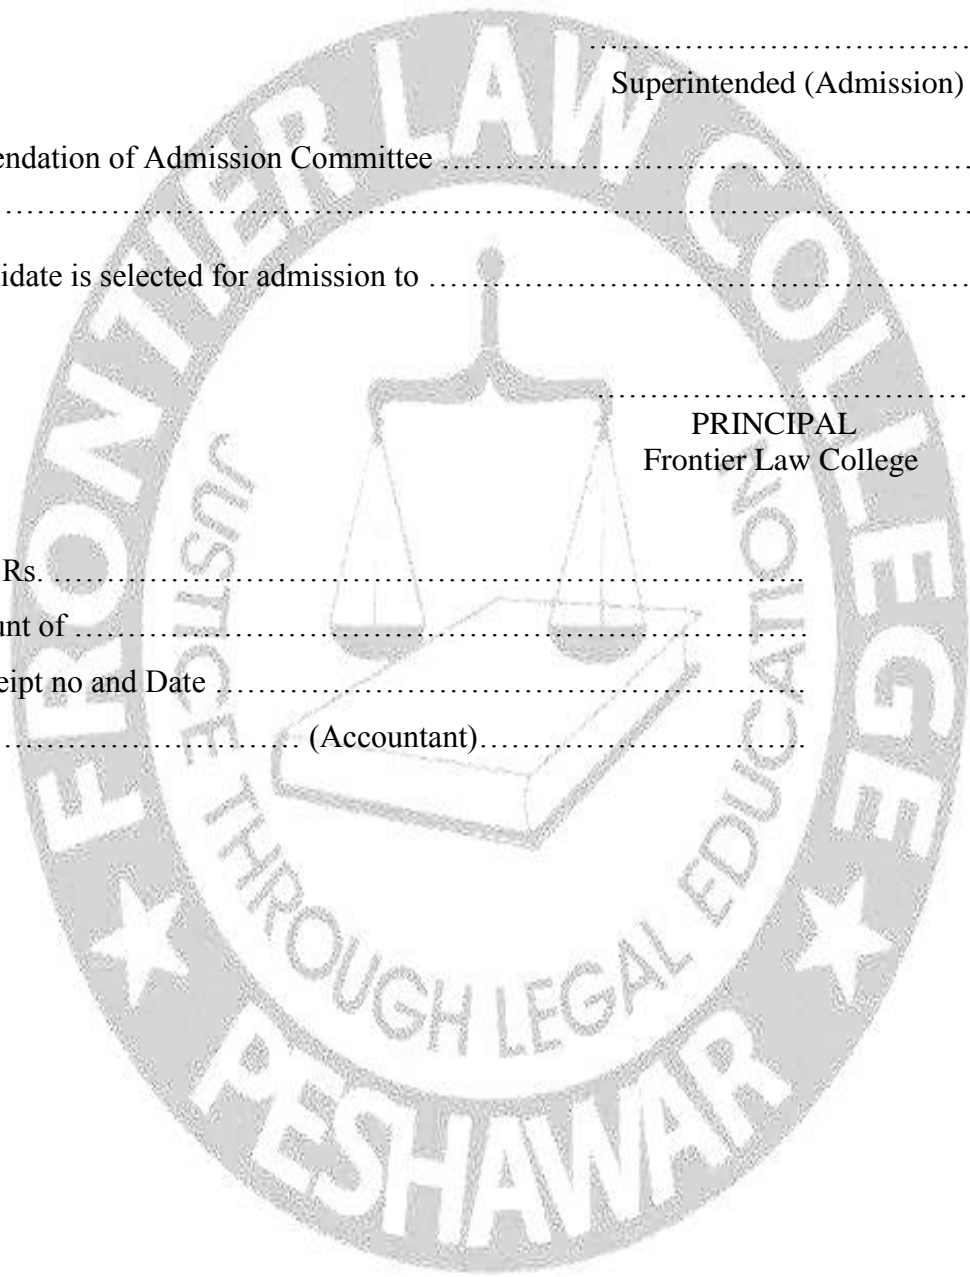 …………………………………
Superintended (Admission)
endation of Admission Committee ……………………………………………………
………………………………………………………………………………
idate is selected for admission to ……………………………………………………
…………………………………
PRINCIPAL
Frontier Law College
Rs. …………………………………………………………………………..
unt of …………………………………………………………………………
eipt no and Date ……………………………………………………………
…………………………… (Accountant)…………………………………
FRONTIER LAW COLLEGE
PESHAWAR
JUSTICE THROUGH LEGAL EDUCATION